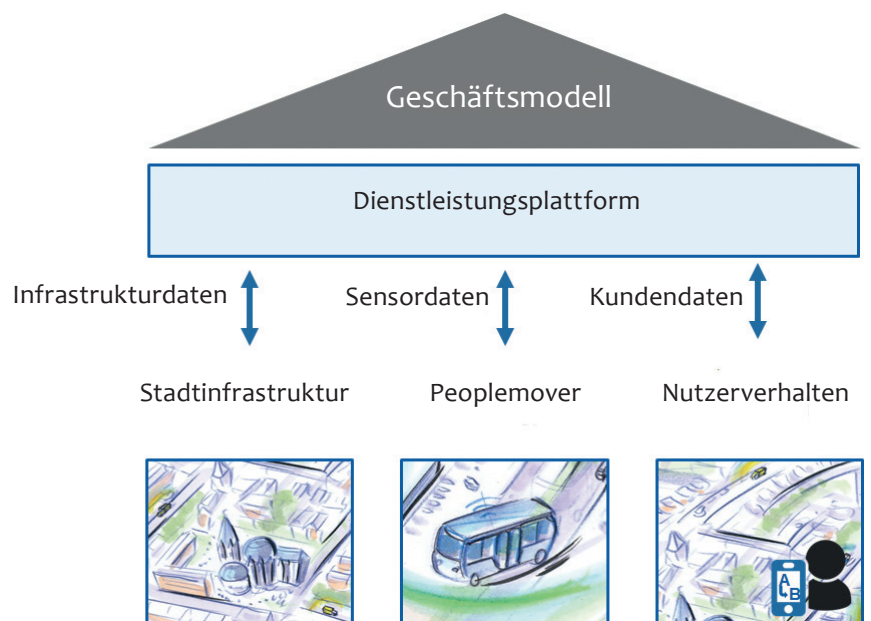 Geschäftsmodell
Dienstleistungsplattform
Infrastrukturdaten Sensordaten Kundendaten
Stadtinfrastruktur Peoplemover Nutzerverhalten
A
B